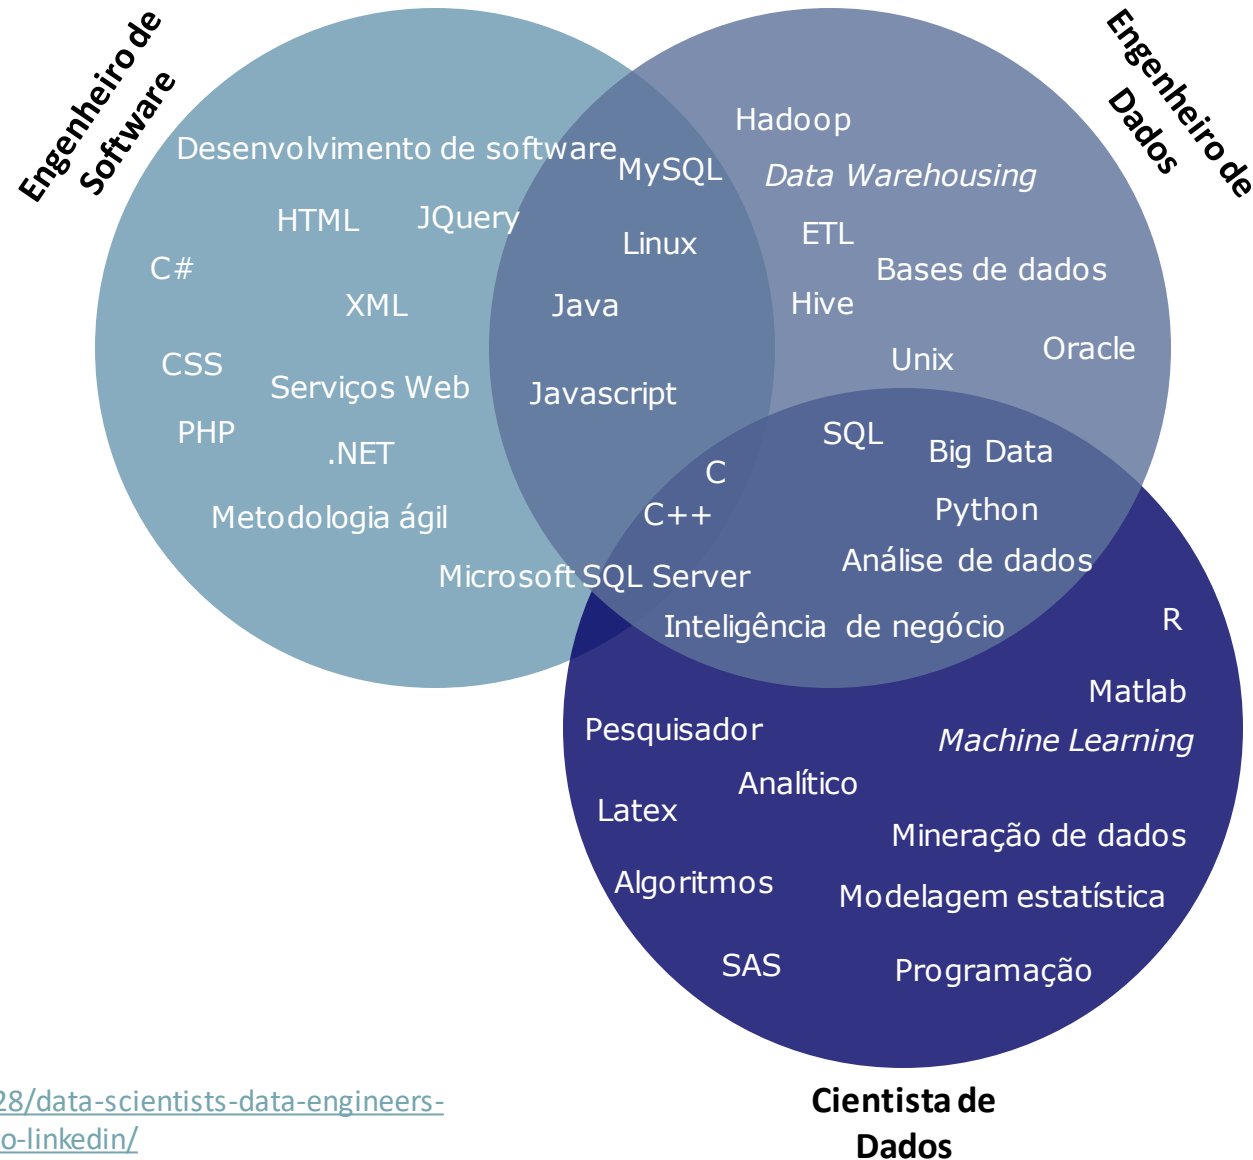 Engenheiro de
Software
Engenheiro de
Dados
Desenvolvimento de software
HTML
JQuery
C#
XML
CSS
Serviços Web
PHP
.NET
Metodologia ágil
MySQL
Linux
Java
Javascript
Hadoop
Data Warehousing
ETL
Bases de dados
Hive
Unix
Oracle
C
C++
Microsoft SQL Server
SQL
Big Data
Python
Análise de dados
Inteligência de negócio
R
Matlab
Machine Learning
Pesquisador
Analítico
Latex
Mineração de dados
Algoritmos
Modelagem estatística
SAS
Programação
Cientista de
Dados
28/data-scientists-data-engineers-
o-linkedin/